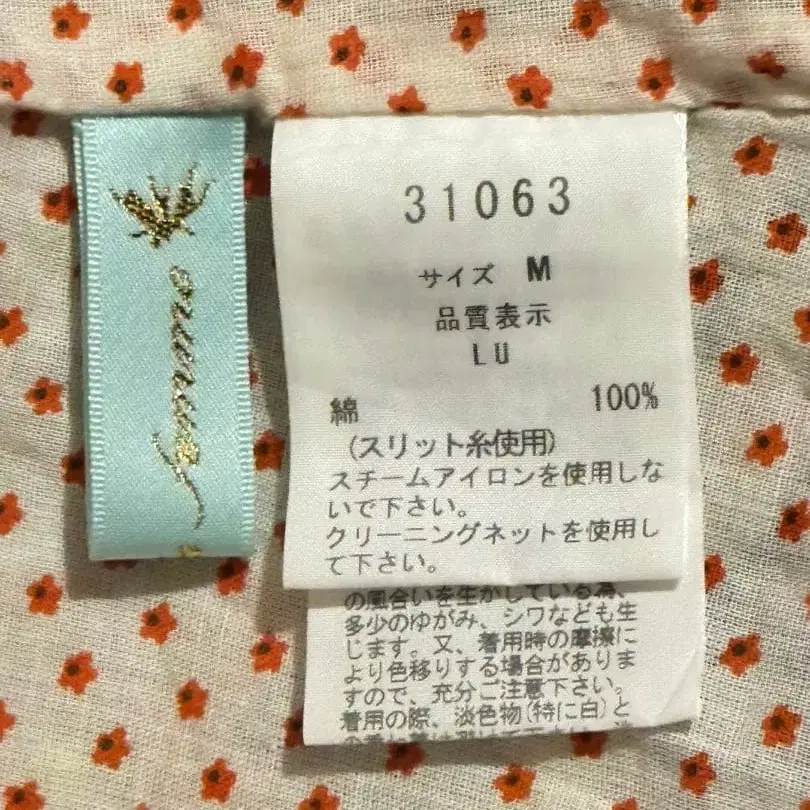 31063
サイズ M
品質表示
LU
綿 100%
(スリット糸使用)
スチームアイロンを使用しな
いで下さい。
クリーニングネットを使用し
て下さい。
の風合いを生かしている為、
多少のゆがみ、シワなども生
じます。又、着用時の摩擦に
より色移りする場合がありま
すので、充分ご注意下さい。
着用の際、淡色物(特に白)と